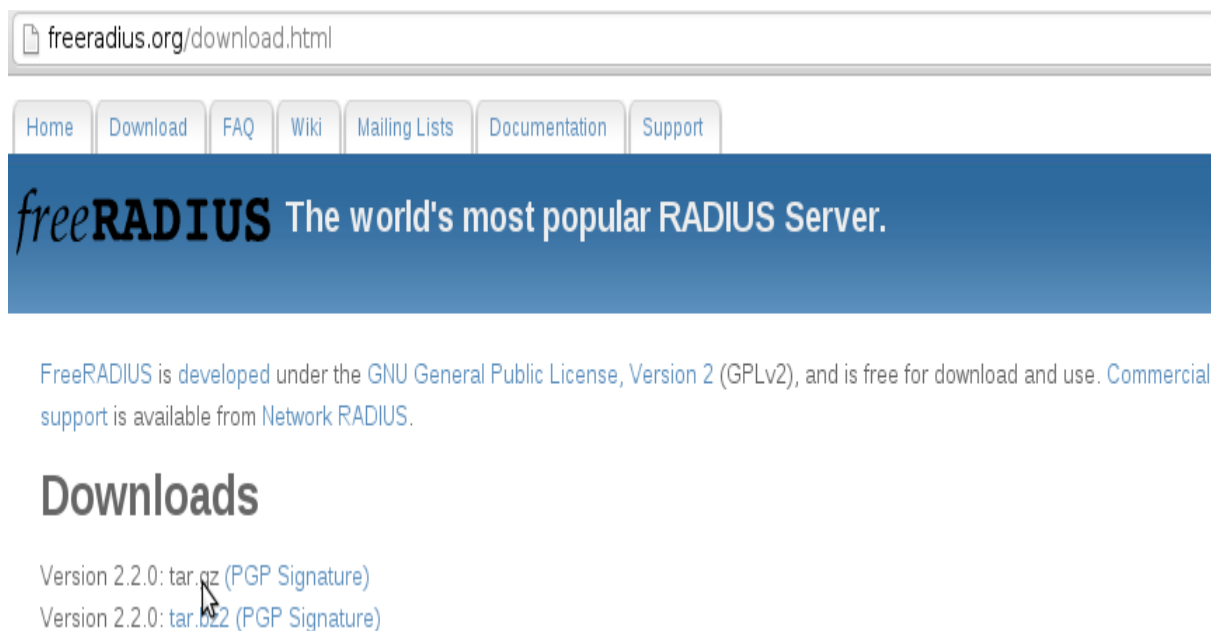 freeradius.org/download.html
Home Download FAQ Wiki Mailing Lists Documentation Support
freeRADIUS The world's most popular RADIUS Server.
FreeRADIUS is developed under the GNU General Public License, Version 2 (GPLv2), and is free for download and use. Commercial
support is available from Network RADIUS.
Downloads
Version 2.2.0: tar.gz (PGP Signature)
Version 2.2.0: tar.bz2 (PGP Signature)